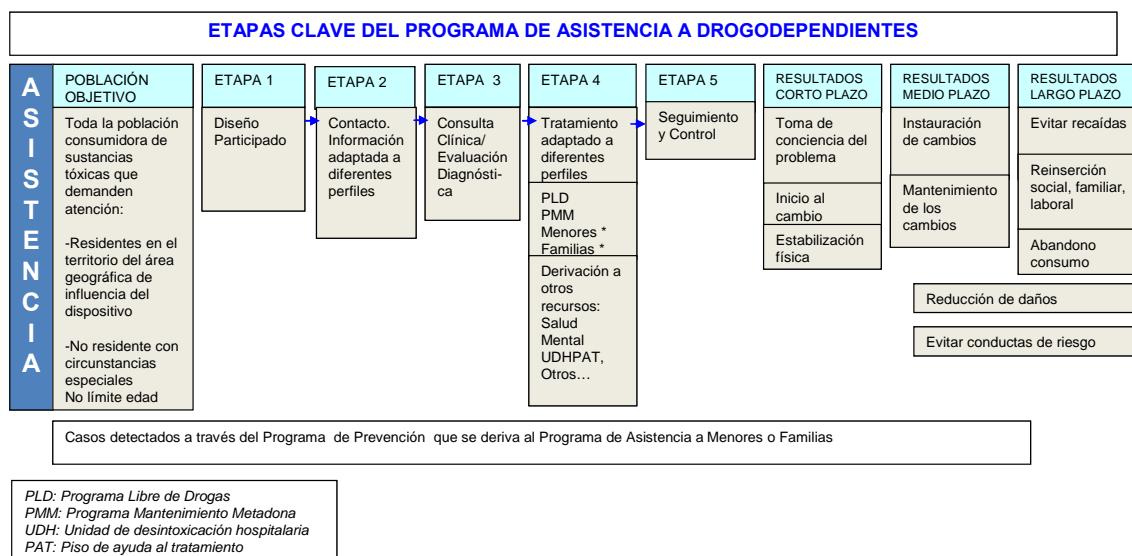 ETAPAS CLAVE DEL PROGRAMA DE ASISTENCIA A DROGODEPENDIENTES
ASISTENCIA
POBLACIÓN
OBJETIVO
Toda la población
consumidora de
sustancias
tóxicas que
demandan
atención:
-Residentes en el
territorio del área
geográfica de
influencia del
dispositivo
-No residente con
circunstancias
especiales
No límite edad
ETAPA 1
Diseño
Participado
ETAPA 2
Contacto.
Información
adaptada a
diferentes
perfiles
ETAPA 3
Consulta
Clínica/
Evaluación
Diagnósti-
ca
ETAPA 4
Tratamiento
adaptado a
diferentes
perfiles
PLD
PMM
Menores *
Familias *
Derivación a
otros
recursos:
Salud
Mental
UDHPAT,
Otros…
ETAPA 5
Seguimiento
y Control
RESULTADOS
CORTO PLAZO
Toma de
conciencia del
problema
Inicio al
cambio
Estabilización
física
RESULTADOS
MEDIO PLAZO
Instauración
de cambios
Mantenimiento
de los
cambios
RESULTADOS
LARGO PLAZO
Evitar recaídas
Reinserción
social, familiar,
laboral
Abandono
consumo
Reducción de daños
Evitar conductas de riesgo
Casos detectados a través del Programa de Prevención que se deriva al Programa de Asistencia a Menores o Familias
PLD: Programa Libre de Drogas
PMM: Programa Mantenimiento Metadona
UDH: Unidad de desintoxicación hospitalaria
PAT: Piso de ayuda al tratamiento